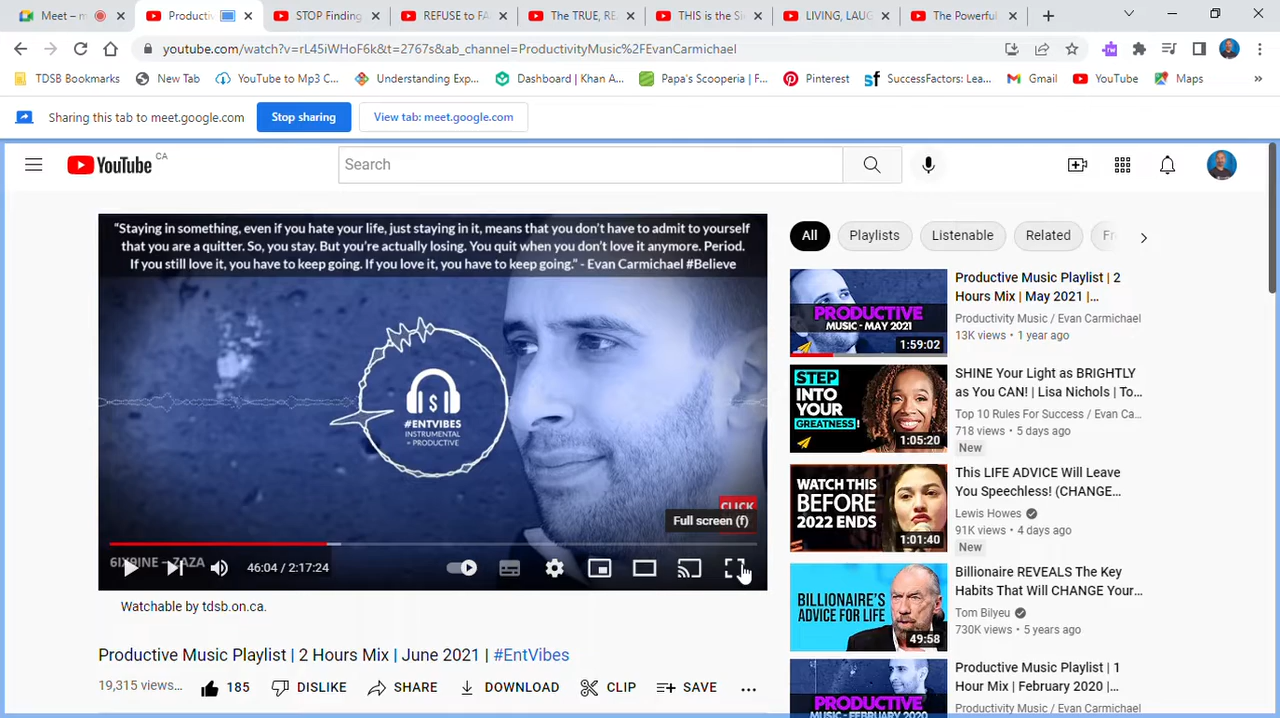 Meet – m
Productiv
STOP Finding
REFUSE to FA
The TRUE, RE
THIS is the Si
LIVING, LAUG
The Powerful
youtube.com/watch?v=rL45iWHoF6k&t=2767s&ab_channel=ProductivityMusic%2FEvanCarmichael
TDSB Bookmarks
New Tab
YouTube to Mp3 C...
Understanding Exp...
Dashboard | Khan A...
Papa's Scooperia | F...
Pinterest
SuccessFactors: Lea...
Gmail
YouTube
Maps
»
Sharing this tab to meet.google.com
Stop sharing
View tab: meet.google.com
YouTube CA
Search
"Staying in something, even if you hate your life, just staying in it, means that you don't have to admit to yourself
that you are a quitter. So, you stay. But you're actually losing. You quit when you don't love it anymore. Period.
If you still love it, you have to keep going. If you love it, you have to keep going." - Evan Carmichael #Believe
$
#ENTVIBES
INSTRUMENTAL
= PRODUCTIVE
CLICK
Full screen (f)
6IX9INE – ZAZA
46:04 / 2:17:24
Watchable by tdsb.on.ca.
Productive Music Playlist | 2 Hours Mix | June 2021 | #EntVibes
19,315 views...
185
DISLIKE
SHARE
DOWNLOAD
CLIP
SAVE
...
All
Playlists
Listenable
Related
Fr
PRODUCTIVE
MUSIC - MAY 2021
1:59:02
Productive Music Playlist | 2
Hours Mix | May 2021 |...
Productivity Music / Evan Carmichael
13K views • 1 year ago
STEP
INTO
YOUR
GREATNESS!
1:05:20
SHINE Your Light as BRIGHTLY
as YOU CAN! | Lisa Nichols | To...
Top 10 Rules For Success / Evan Ca...
718 views • 5 days ago
New
WATCH THIS
BEFORE
2022 ENDS
1:01:40
This LIFE ADVICE Will Leave
You Speechless! (CHANGE...
Lewis Howes
91K views • 4 days ago
New
BILLIONAIRE'S
ADVICE FOR LIFE
49:58
Billionaire REVEALS The Key
Habits That Will CHANGE Your...
Tom Bilyeu
730K views • 5 years ago
PRODUCTIVE
MUSIC - FEBRUARY 2020
Productive Music Playlist | 1
Hour Mix | February 2020 |...
Productivity Music / Evan Carmichael